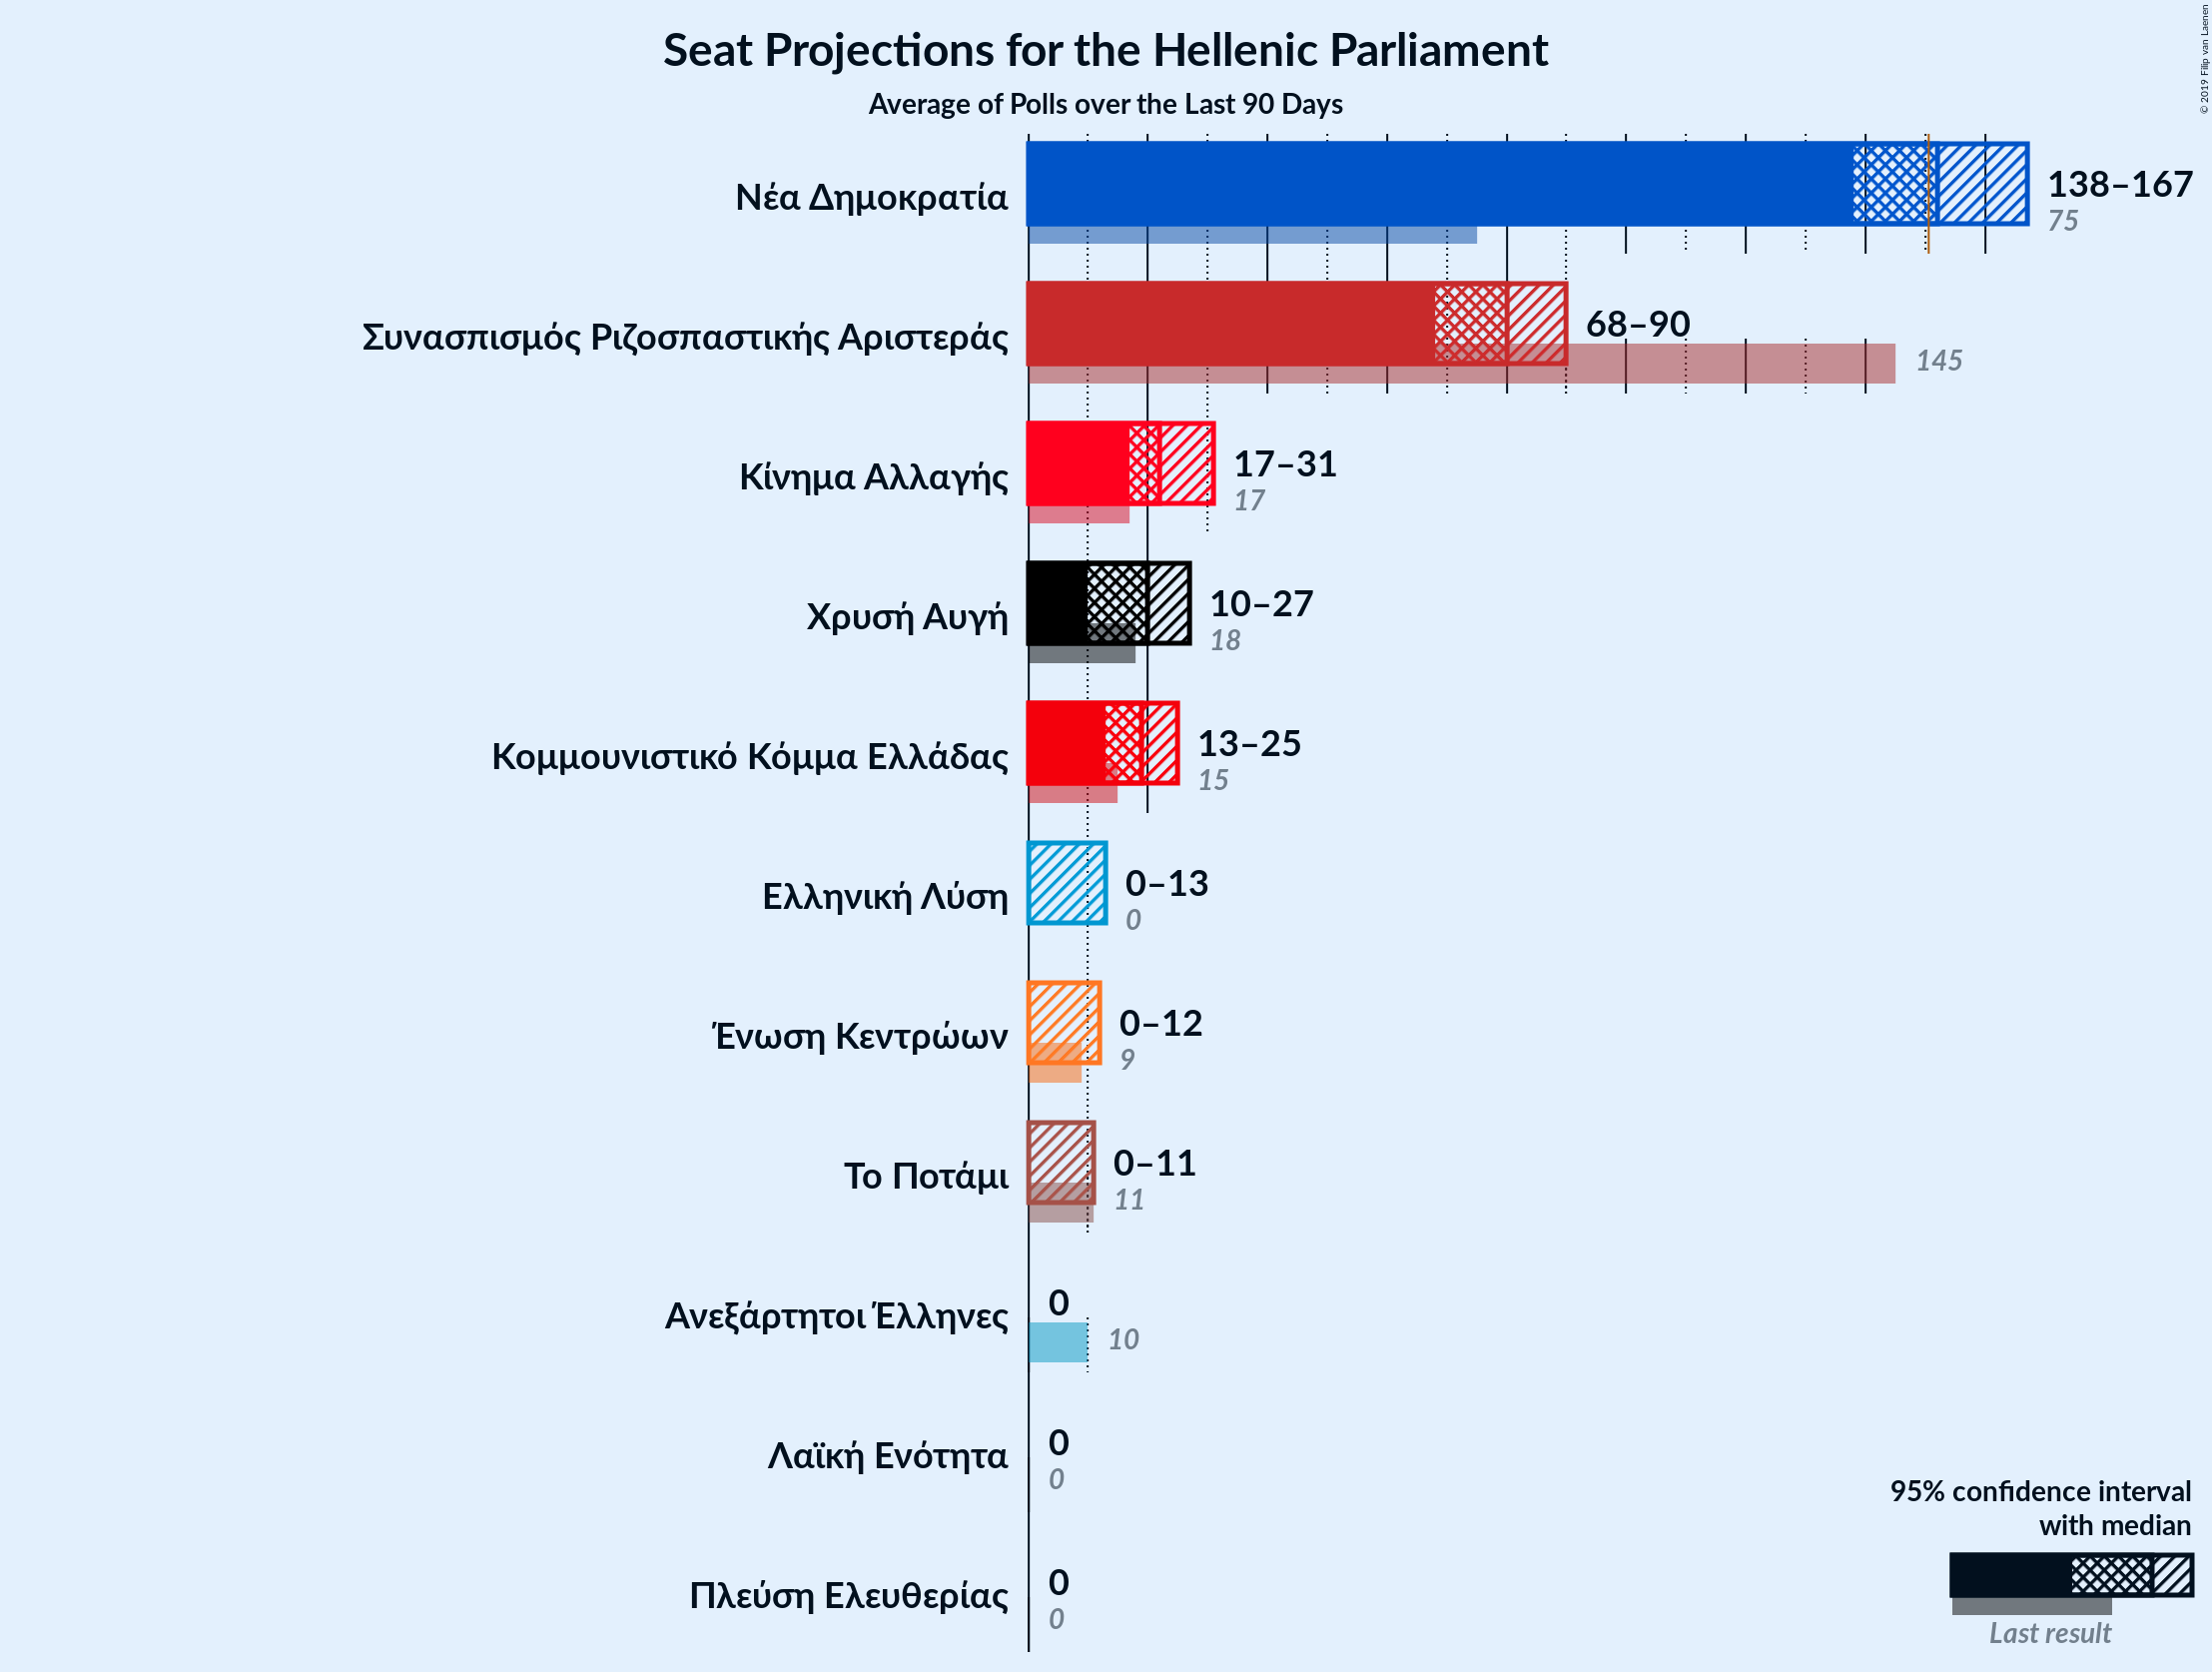 Seat Projections for the Hellenic Parliament
Average of Polls over the Last 90 Days
© 2019 Filip van Laenen
Νέα Δημοκρατία
138–167
75
Συνασπισμός Ριζοσπαστικής Αριστεράς
68–90
145
Κίνημα Αλλαγής
17–31
17
Χρυσή Αυγή
10–27
18
Κομμουνιστικό Κόμμα Ελλάδας
13–25
15
Ελληνική Λύση
0–13
0
Ένωση Κεντρώων
0–12
9
Το Ποτάμι
0–11
11
Ανεξάρτητοι Έλληνες
0
10
Λαϊκή Ενότητα
0
0
Πλεύση Ελευθερίας
0
0
95% confidence interval
with median
Last result